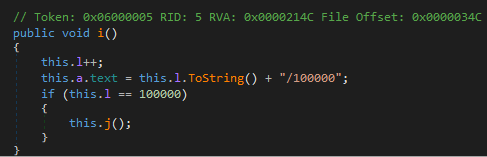 // Token: 0x06000005 RID: 5 RVA: 0x0000214C File Offset: 0x0000034C
public void i()
{
    this.l++;
    this.a.text = this.l.ToString() + "/100000";
    if (this.l == 100000)
    {
        this.j();
    }
}